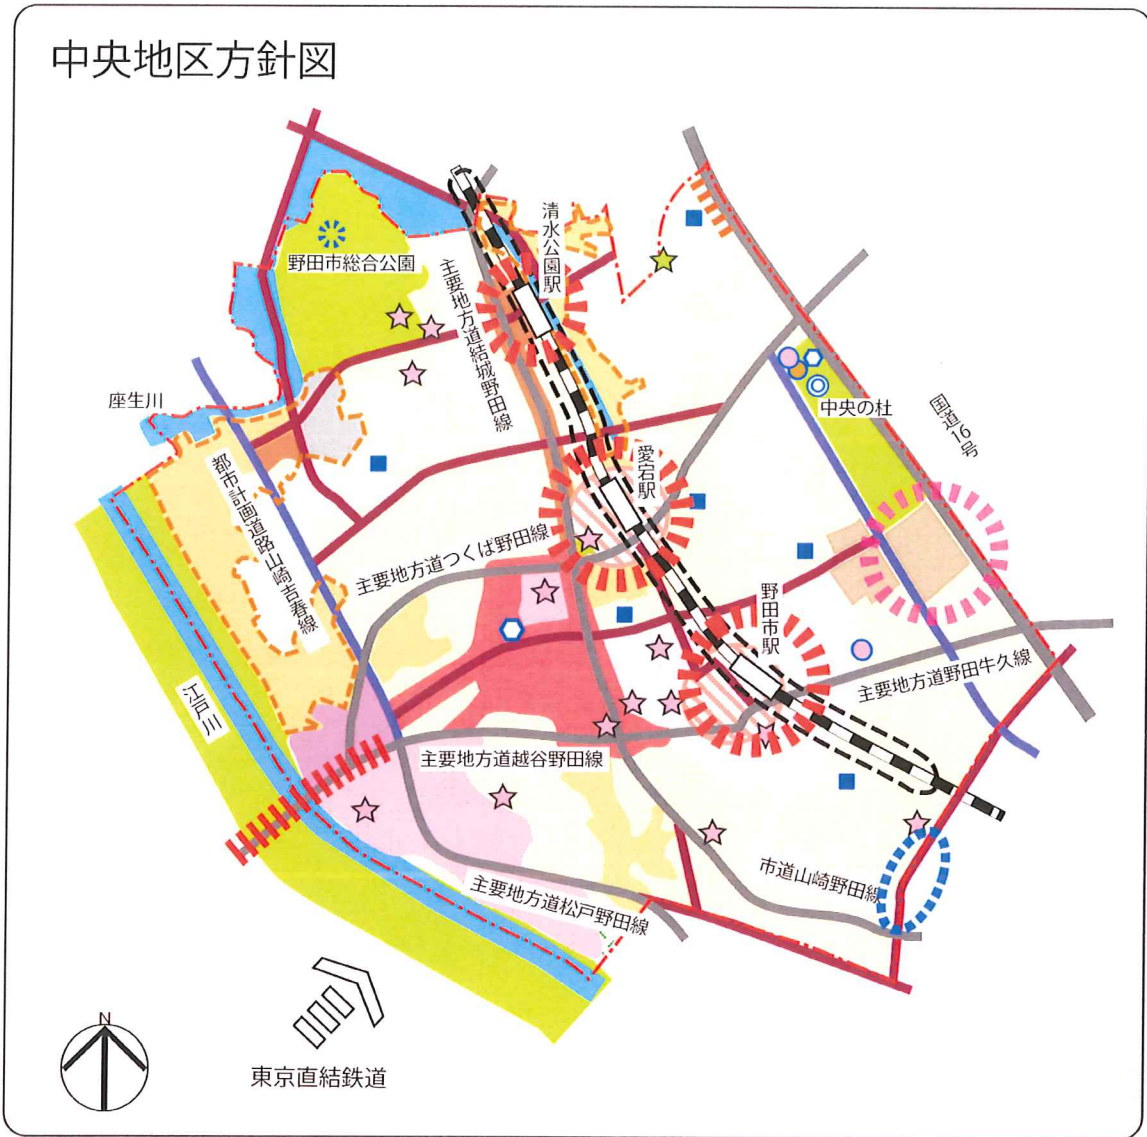 中央地区方針図
清水公園駅
野田市総合公園
主要地方道結城野田線
座生川
中央の杜
国道16号
愛宕駅
都市計画道路山崎吉春線
主要地方道つくば野田線
野田市駅
江戸川
主要地方道野田牛久線
主要地方道越谷野田線
市道山崎野田線
主要地方道松戸野田線
N
東京直結鉄道